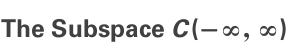 The Subspace C(−∞, ∞)